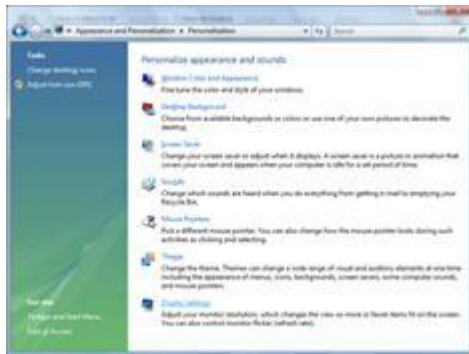 Appearance and Personalization ▸ Personalization
Tasks
Change desktop icons
Adjust font size (DPI)
Personalize appearance and sounds
Window Color and Appearance
Fine tune the color and style of your windows.
Desktop Background
Choose from available backgrounds or colors or use one of your own pictures to decorate the
desktop.
Screen Saver
Change your screen saver or adjust when it displays. A screen saver is a picture or animation that
covers your screen and appears when your computer is idle for a set period of time.
Sounds
Change which sounds are heard when you do everything from getting e-mail to emptying your
Recycle Bin.
Mouse Pointers
Pick a different mouse pointer. You can also change how the mouse pointer looks during such
activities as clicking and selecting.
Theme
Change the theme. Themes can change a wide range of visual and auditory elements at one time
including the appearance of menus, icons, backgrounds, screen savers, some computer sounds,
and mouse pointers.
Display Settings
Adjust your monitor resolution, which changes the view so more or fewer items fit on the screen.
You can also control monitor flicker (refresh rate).
See also
Taskbar and Start Menu
Ease of Access